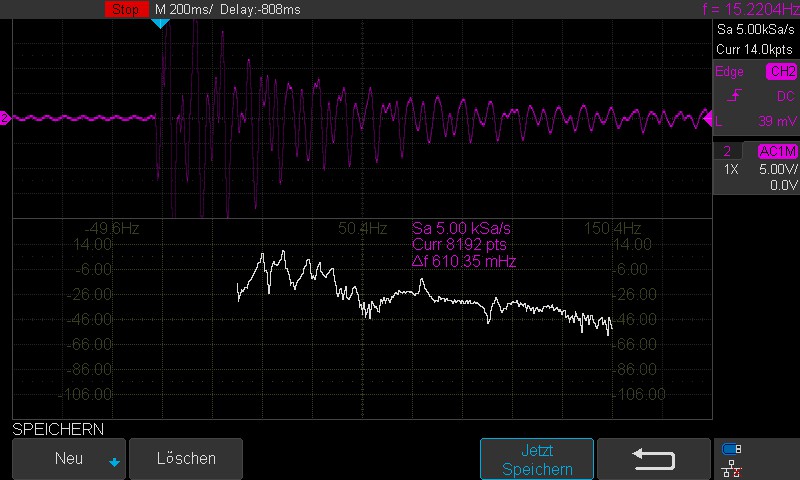 Stop M 200ms/ Delay:-808ms f = 15.2204Hz
Sa 5.00kSa/s
Curr 14.0kpts
Edge CH2
DC
L 39 mV
2
2 AC1M
1X 5.00V/
0.0V
-49.6Hz 50.4Hz 150.4Hz
Sa 5.00 kSa/s
Curr 8192 pts
Δf 610.35 mHz
14.00 14.00
-6.00 -6.00
-26.00 -26.00
-46.00 -46.00
-66.00 -66.00
-86.00 -86.00
-106.00 -106.00
SPEICHERN
Neu
Löschen
Jetzt
Speichern